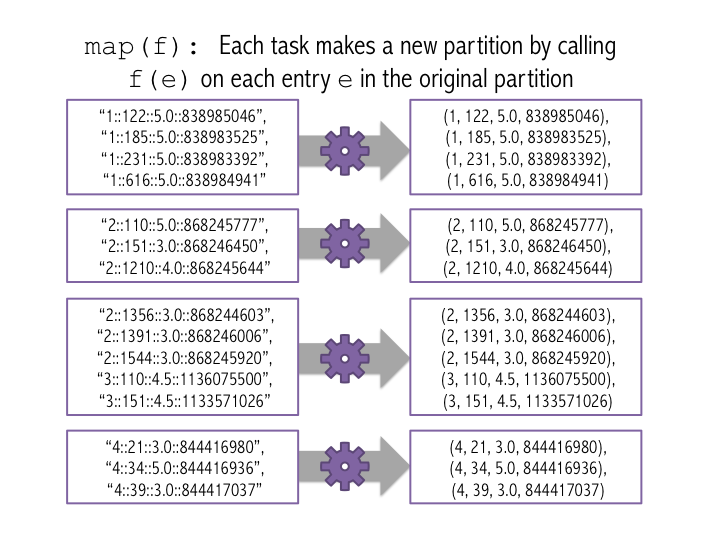 map(f): Each task makes a new partition by calling
f(e) on each entry e in the original partition
“1::122::5.0::838985046”,
“1::185::5.0::838983525”,
“1::231::5.0::838983392”,
“1::616::5.0::838984941”
(1, 122, 5.0, 838985046),
(1, 185, 5.0, 838983525),
(1, 231, 5.0, 838983392),
(1, 616, 5.0, 838984941)
“2::110::5.0::868245777”,
“2::151::3.0::868246450”,
“2::1210::4.0::868245644”
(2, 110, 5.0, 868245777),
(2, 151, 3.0, 868246450),
(2, 1210, 4.0, 868245644)
“2::1356::3.0::868244603”,
“2::1391::3.0::868246006”,
“2::1544::3.0::868245920”,
“3::110::4.5::1136075500”,
“3::151::4.5::1133571026”
(2, 1356, 3.0, 868244603),
(2, 1391, 3.0, 868246006),
(2, 1544, 3.0, 868245920),
(3, 110, 4.5, 1136075500),
(3, 151, 4.5, 1133571026)
“4::21::3.0::844416980”,
“4::34::5.0::844416936”,
“4::39::3.0::844417037”
(4, 21, 3.0, 844416980),
(4, 34, 5.0, 844416936),
(4, 39, 3.0, 844417037)